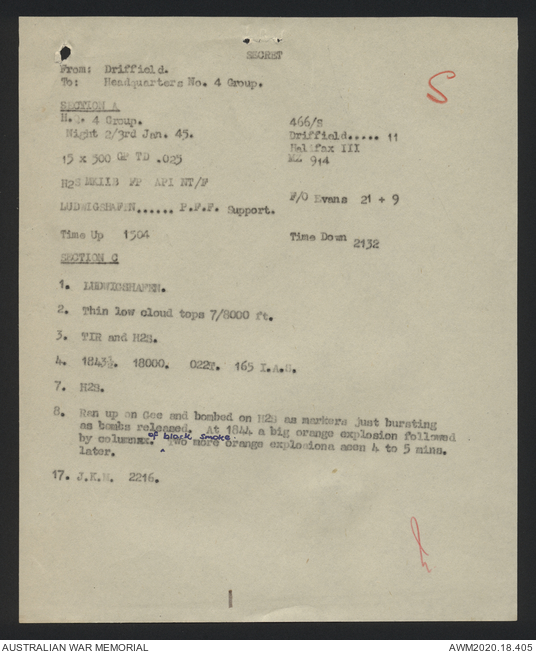 SECRET
S
From: Driffield.
To: Headquarters No. 4 Group.
SECTION A
H.Q. 4 Group.
Night 2/3rd Jan. 45.
15 x 500 GP TD .025
H2S MKIIB FP API NT/F
LUDWIGSHAFEN...... P.F.F. Support.
Time Up 1504
466/S
Driffield..... 11
Halifax III
MZ 914
F/O Evans 21 + 9
Time Down 2132
SECTION C
1. LUDWIGSHAFEN.
2. Thin low cloud tops 7/8000 ft.
3. TIR and H2S.
4. 1843½. 18000. 022T. 165 I.A.S.
7. H2S.
8. Ran up on Gee and bombed on H2S as markers just bursting
as bombs released. At 1844 a big orange explosion followed
by columnxx. of black smoke. Two more orange explosions seen 4 to 5 mins.
later.
17. J.K.M. 2216.
AUSTRALIAN WAR MEMORIAL
AWM2020.18.405